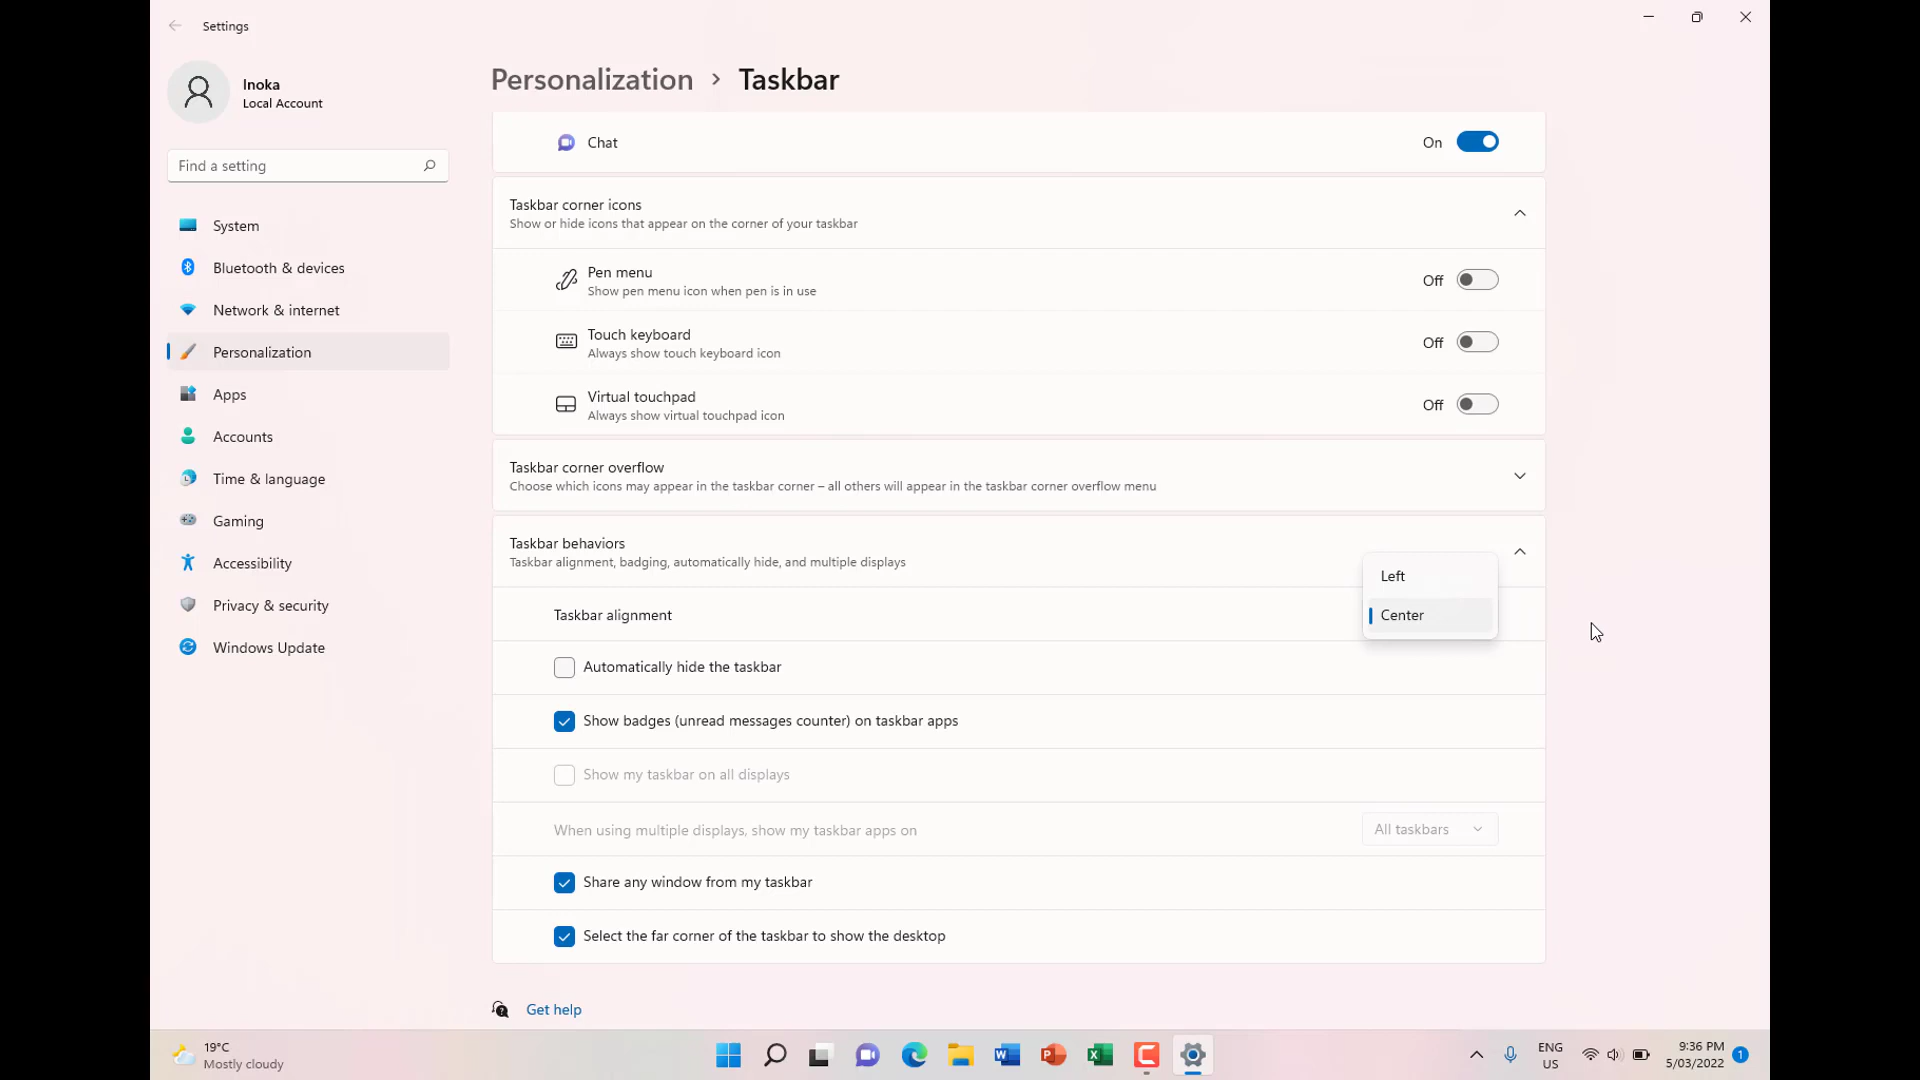 Settings
Inoka
Local Account
Find a setting
System
Bluetooth & devices
Network & internet
Personalization
Apps
Accounts
Time & language
Gaming
Accessibility
Privacy & security
Windows Update
Personalization > Taskbar
Chat
On
Taskbar corner icons
Show or hide icons that appear on the corner of your taskbar
Pen menu
Show pen menu icon when pen is in use
Off
Touch keyboard
Always show touch keyboard icon
Off
Virtual touchpad
Always show virtual touchpad icon
Off
Taskbar corner overflow
Choose which icons may appear in the taskbar corner – all others will appear in the taskbar corner overflow menu
Taskbar behaviors
Taskbar alignment, badging, automatically hide, and multiple displays
Left
Taskbar alignment
Center
Automatically hide the taskbar
Show badges (unread messages counter) on taskbar apps
Show my taskbar on all displays
When using multiple displays, show my taskbar apps on
All taskbars
Share any window from my taskbar
Select the far corner of the taskbar to show the desktop
Get help
19°C
Mostly cloudy
ENG
US
9:36 PM
5/03/2022
1